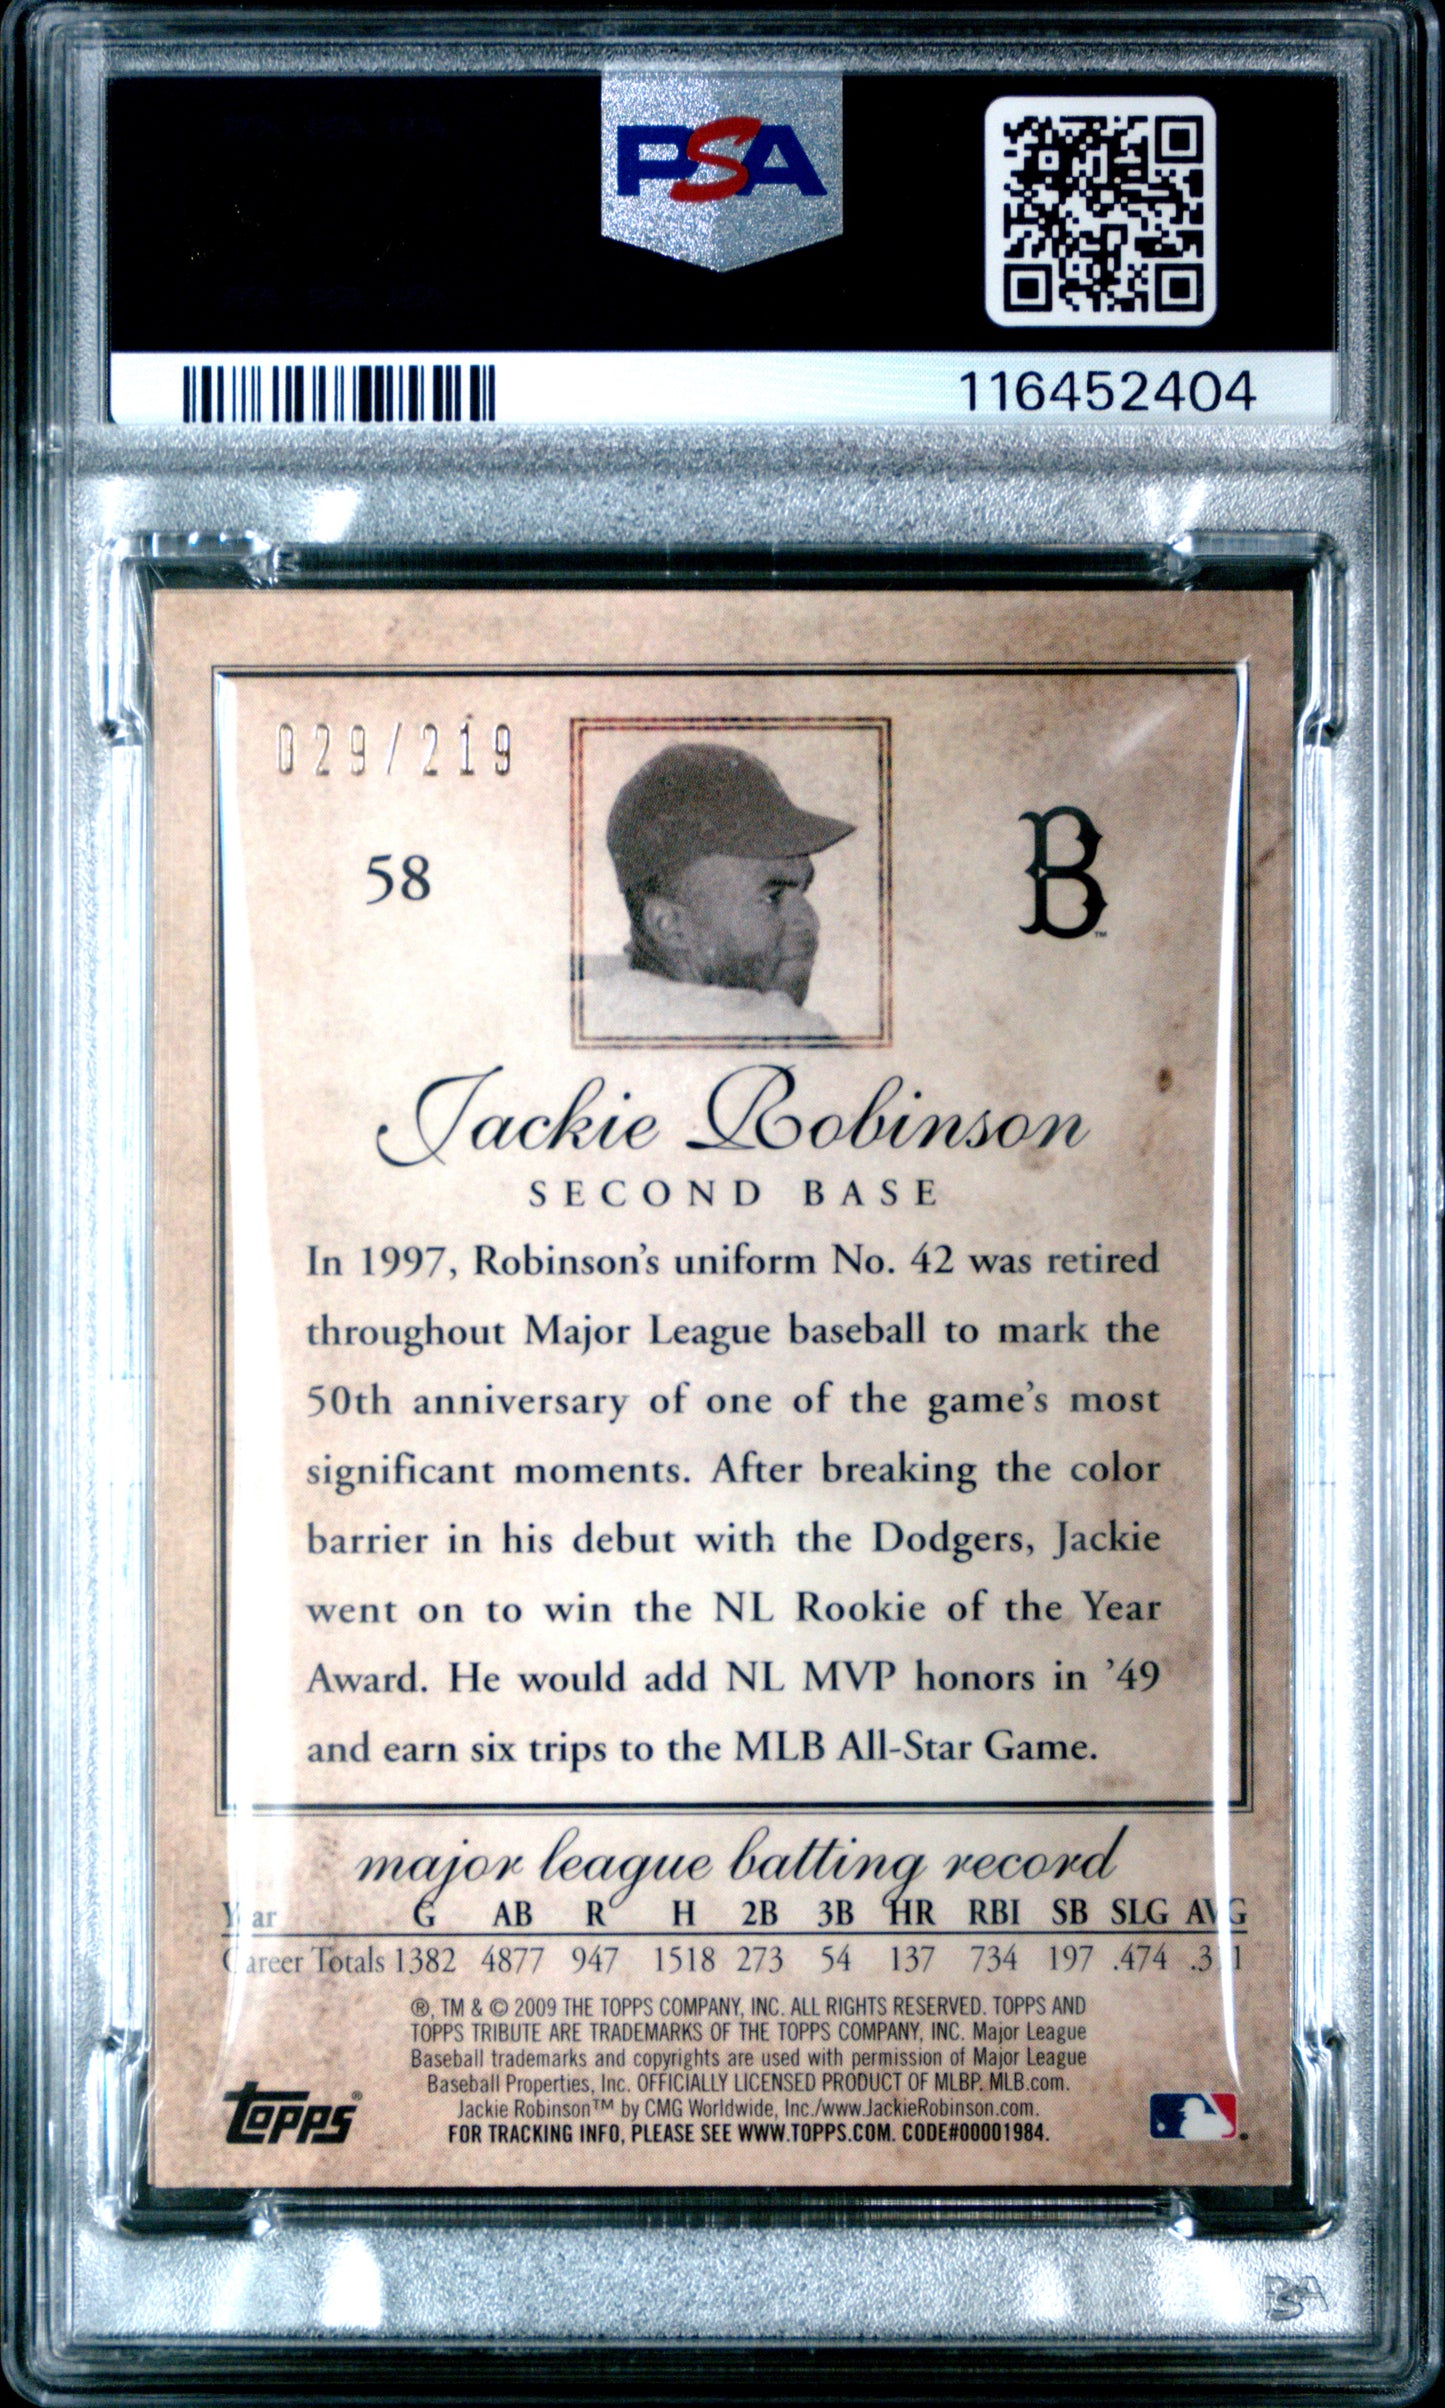 PSA
116452404
029/219
58
B™
Jackie Robinson
SECOND BASE
In 1997, Robinson's uniform No. 42 was retired
throughout Major League baseball to mark the
50th anniversary of one of the game's most
significant moments. After breaking the color
barrier in his debut with the Dodgers, Jackie
went on to win the NL Rookie of the Year
Award. He would add NL MVP honors in '49
and earn six trips to the MLB All-Star Game.
major league batting record
Year G AB R H 2B 3B HR RBI SB SLG AVG
Career Totals 1382 4877 947 1518 273 54 137 734 197 .474 .311
®, TM & © 2009 THE TOPPS COMPANY, INC. ALL RIGHTS RESERVED. TOPPS AND
TOPPS TRIBUTE ARE TRADEMARKS OF THE TOPPS COMPANY, INC. Major League
Baseball trademarks and copyrights are used with permission of Major League
Baseball Properties, Inc. OFFICIALLY LICENSED PRODUCT OF MLBP. MLB.com.
Jackie Robinson™ by CMG Worldwide, Inc./www.JackieRobinson.com.
FOR TRACKING INFO, PLEASE SEE WWW.TOPPS.COM. CODE#00001984.
Topps®
PSA